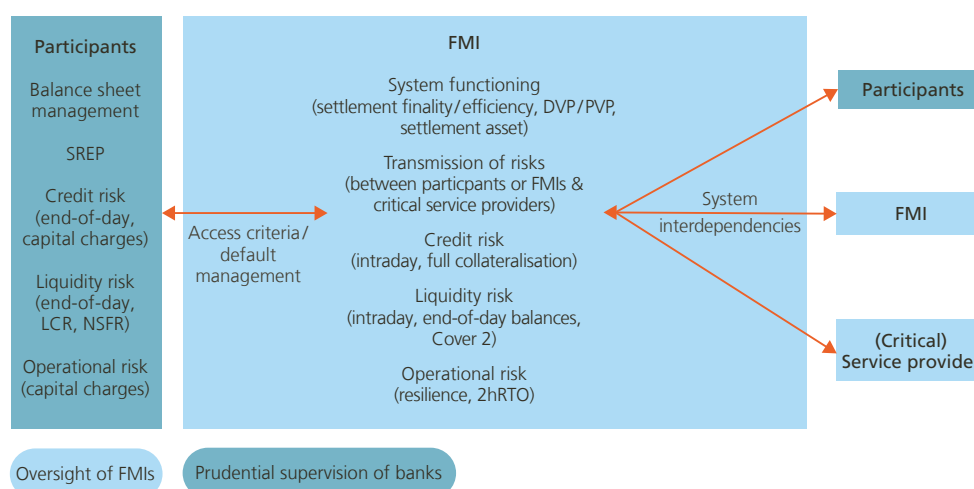 Participants
Balance sheet
management
SREP
Credit risk
(end-of-day,
capital charges)
Liquidity risk
(end-of-day,
LCR, NSFR)
Operational risk
(capital charges)
Access criteria/
default
management
FMI
System functioning
(settlement finality/efficiency, DVP/PVP,
settlement asset)
Transmission of risks
(between particpants or FMIs &
critical service providers)
Credit risk
(intraday, full collateralisation)
Liquidity risk
(intraday, end-of-day balances,
Cover 2)
Operational risk
(resilience, 2hRTO)
System
interdependencies
Participants
FMI
(Critical)
Service provide
Oversight of FMIs
Prudential supervision of banks